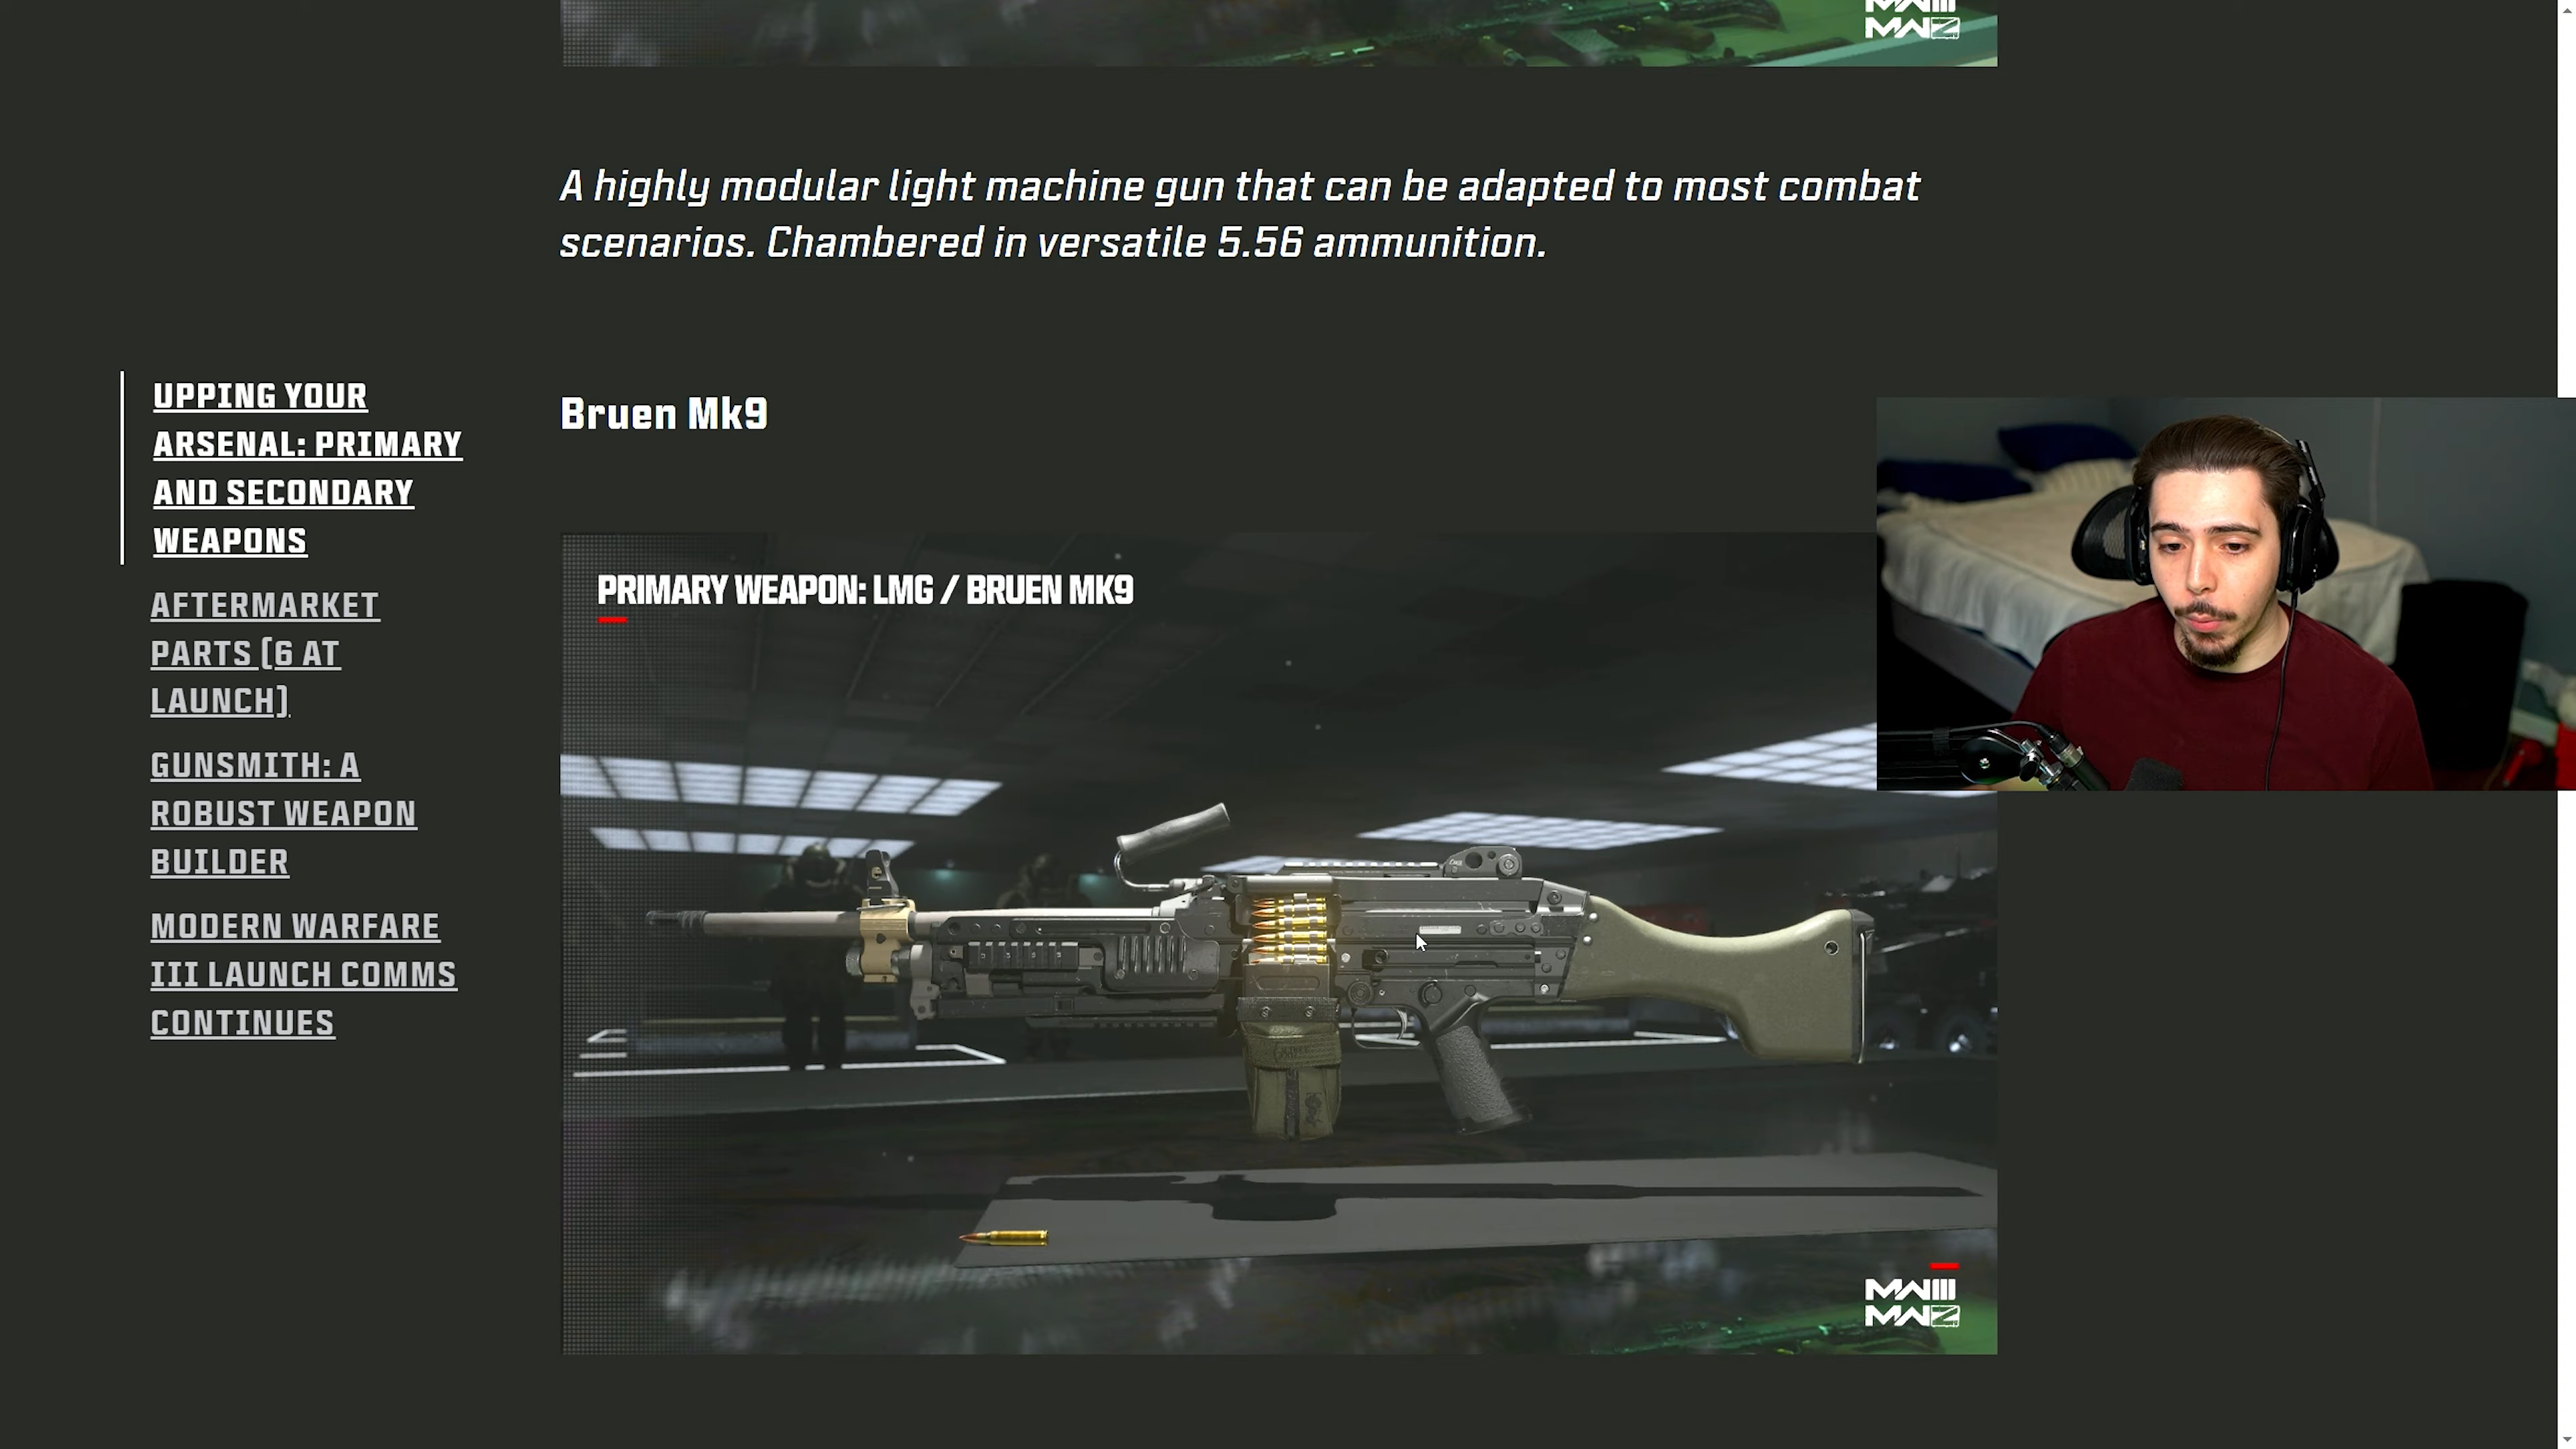 MWIII
MWZ
A highly modular light machine gun that can be adapted to most combat
scenarios. Chambered in versatile 5.56 ammunition.
UPPING YOUR
ARSENAL: PRIMARY
AND SECONDARY
WEAPONS
AFTERMARKET
PARTS (6 AT
LAUNCH)
GUNSMITH: A
ROBUST WEAPON
BUILDER
MODERN WARFARE
III LAUNCH COMMS
CONTINUES
Bruen Mk9
PRIMARY WEAPON: LMG / BRUEN MK9
MWIII
MWZ